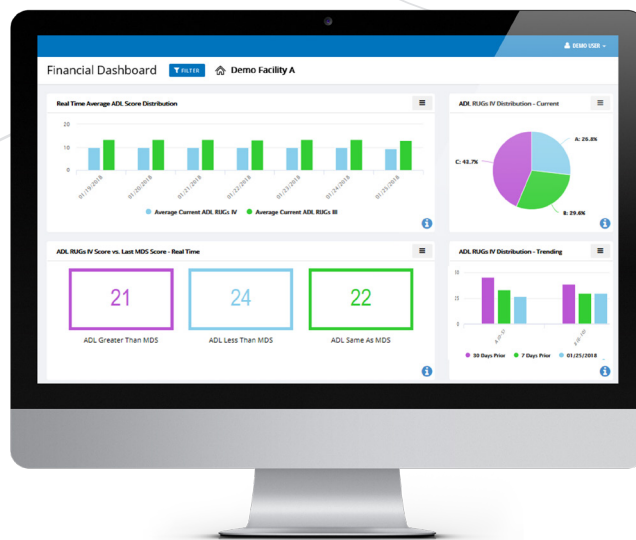 DEMO USER
Financial Dashboard
FILTER
Demo Facility A
Real Time Average ADL Score Distribution
20
10
0
01/19/2018
01/20/2018
01/21/2018
01/22/2018
01/23/2018
01/24/2018
01/25/2018
Average Current ADL RUGs IV
Average Current ADL RUGs III
ADL RUGs IV Distribution - Current
A: 26.8%
C: 43.7%
B: 29.6%
ADL RUGs IV Score vs. Last MDS Score - Real Time
21
24
22
ADL Greater Than MDS
ADL Less Than MDS
ADL Same As MDS
ADL RUGs IV Distribution - Trending
25
0
30 Days Prior
7 Days Prior
01/25/2018